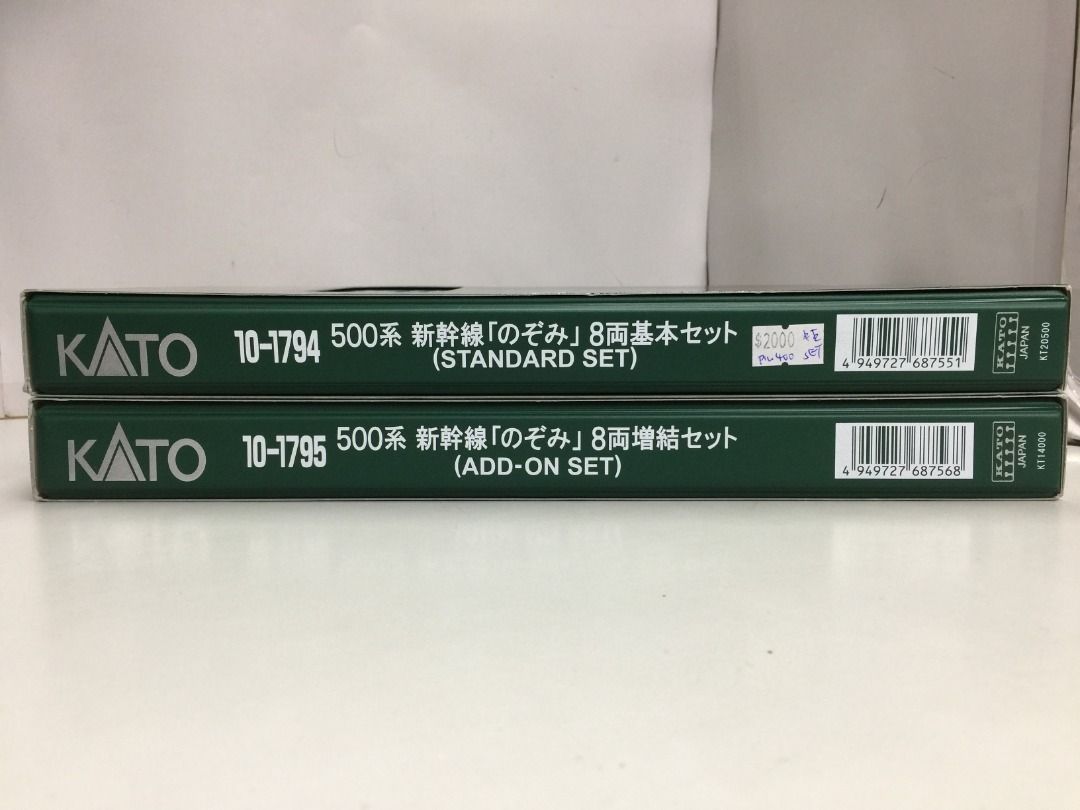 KATO 10-1794 500系 新幹線「のぞみ」 8両基本セット
(STANDARD SET)
$2000
SET
4 949727 687551
KATO
JAPAN
KT20500
KATO 10-1795 500系 新幹線「のぞみ」 8両増結セット
(ADD-ON SET)
4 949727 687568
KATO
JAPAN
KT14000